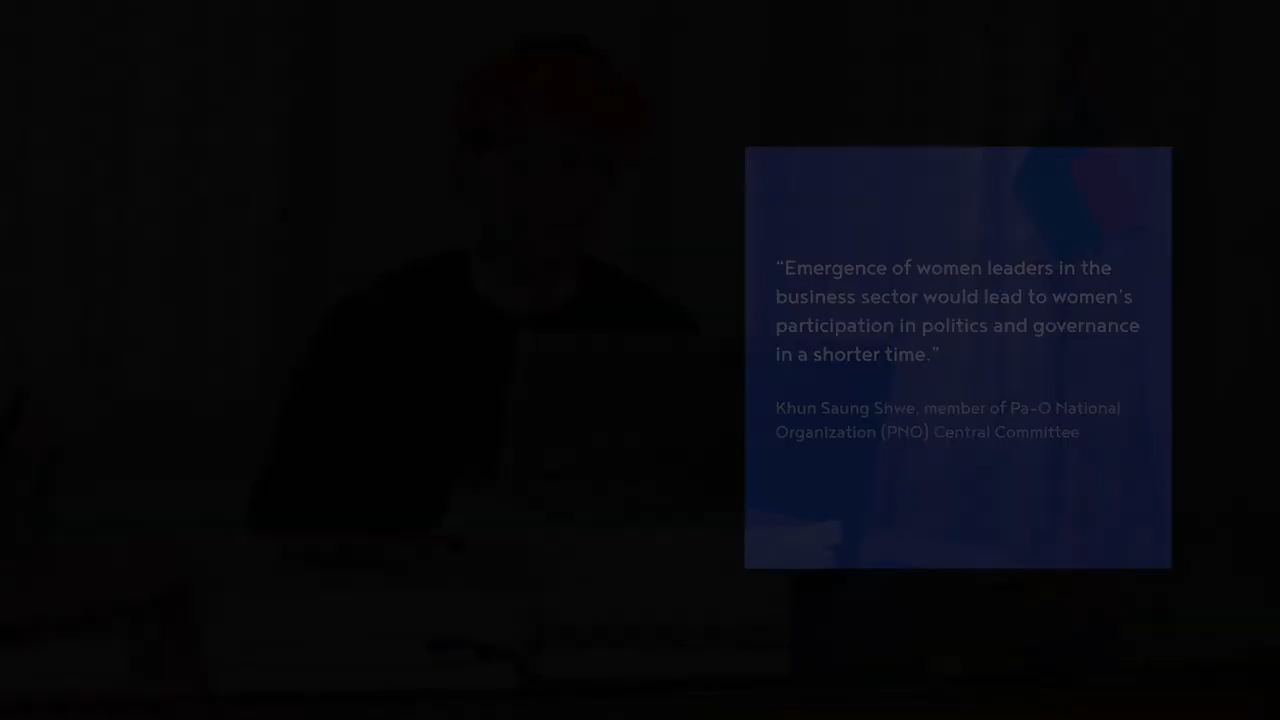 “Emergence of women leaders in the
business sector would lead to women's
participation in politics and governance
in a shorter time.”
Khun Saung Shwe, member of Pa-O National
Organization (PNO) Central Committee